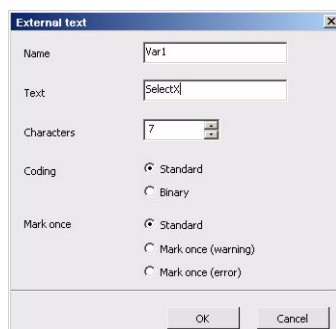 External text
Name Var1
Text SelectX
Characters 7
Coding Standard
Binary
Mark once Standard
Mark once (warning)
Mark once (error)
OK Cancel